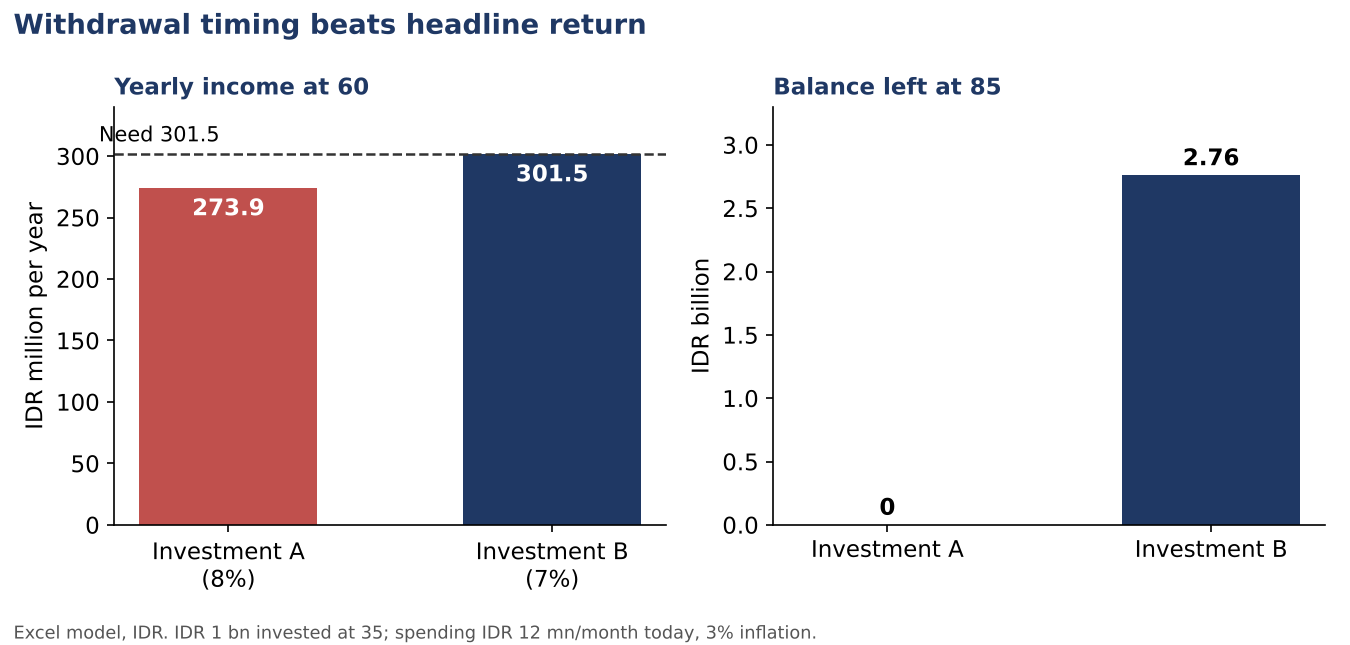 Withdrawal timing beats headline return
Yearly income at 60
Need 301.5
IDR million per year
300
250
200
150
100
50
0
273.9
301.5
Investment A
(8%)
Investment B
(7%)
Balance left at 85
IDR billion
3.0
2.5
2.0
1.5
1.0
0.5
0.0
0
2.76
Investment A
Investment B
Excel model, IDR. IDR 1 bn invested at 35; spending IDR 12 mn/month today, 3% inflation.